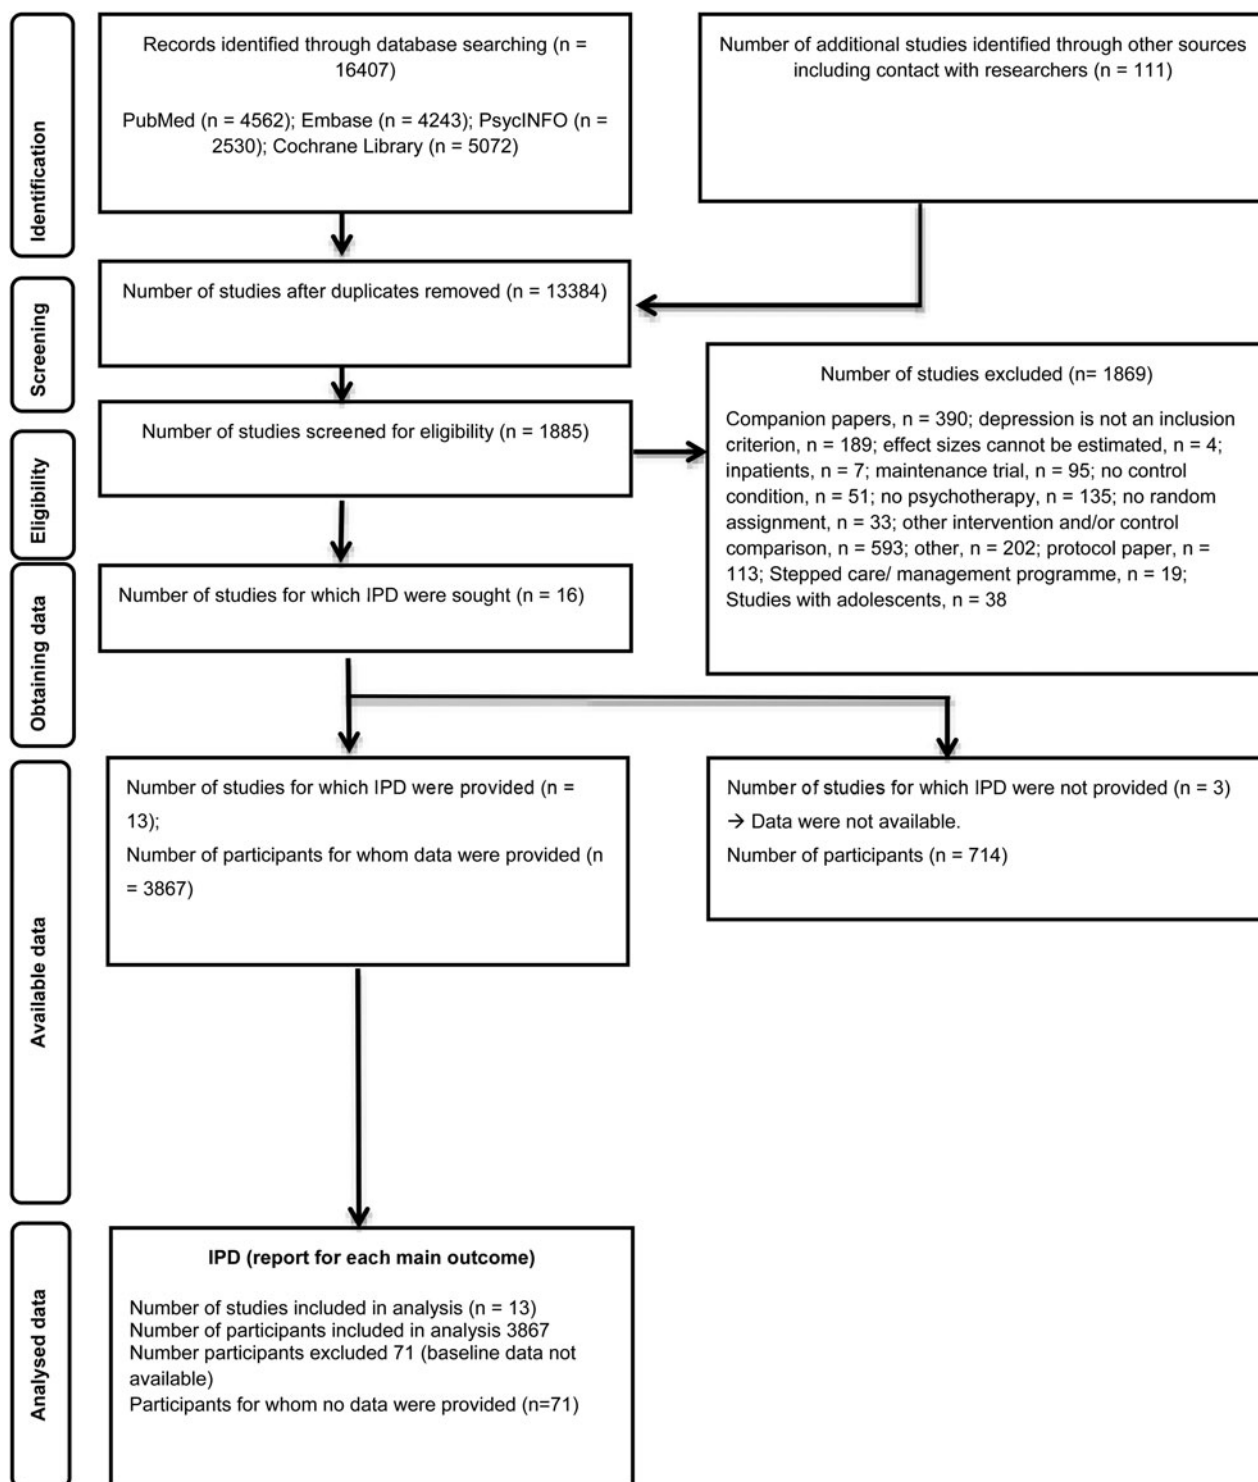 Identification
Records identified through database searching (n =
16407)
PubMed (n = 4562); Embase (n = 4243); PsycINFO (n =
2530); Cochrane Library (n = 5072)
Number of additional studies identified through other sources
including contact with researchers (n = 111)
Screening
Number of studies after duplicates removed (n = 13384)
Eligibility
Number of studies screened for eligibility (n = 1885)
Number of studies excluded (n= 1869)
Companion papers, n = 390; depression is not an inclusion
criterion, n = 189; effect sizes cannot be estimated, n = 4;
inpatients, n = 7; maintenance trial, n = 95; no control
condition, n = 51; no psychotherapy, n = 135; no random
assignment, n = 33; other intervention and/or control
comparison, n = 593; other, n = 202; protocol paper, n =
113; Stepped care/ management programme, n = 19;
Studies with adolescents, n = 38
Obtaining data
Number of studies for which IPD were sought (n = 16)
Available data
Number of studies for which IPD were provided (n =
13);
Number of participants for whom data were provided (n
= 3867)
Number of studies for which IPD were not provided (n = 3)
→ Data were not available.
Number of participants (n = 714)
Analysed data
IPD (report for each main outcome)
Number of studies included in analysis (n = 13)
Number of participants included in analysis 3867
Number participants excluded 71 (baseline data not
available)
Participants for whom no data were provided (n=71)